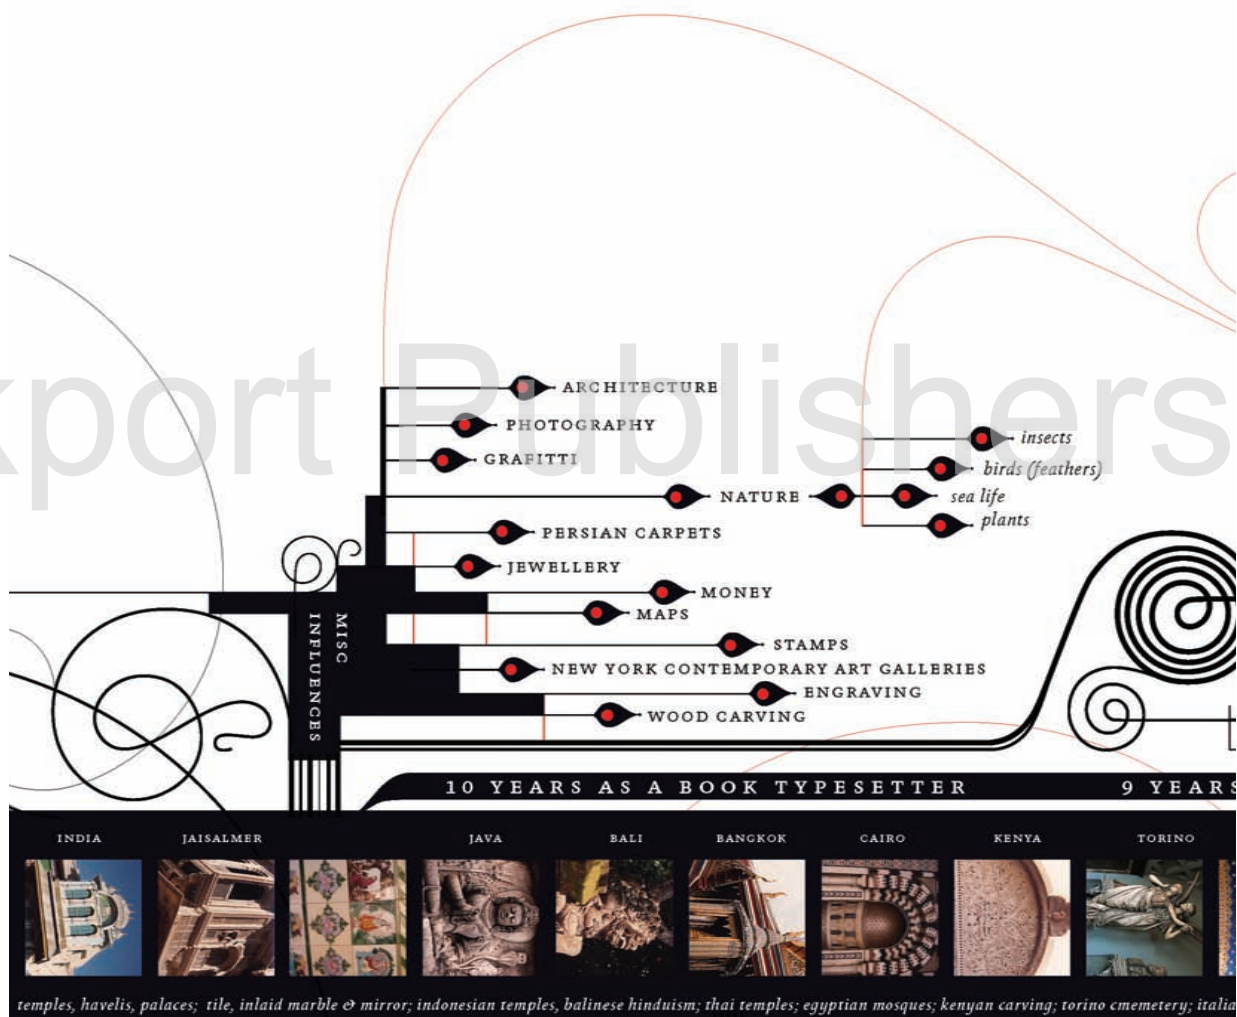 xport Publishers
ARCHITECTURE
PHOTOGRAPHY
GRAFITTI
NATURE
insects
birds (feathers)
sea life
plants
PERSIAN CARPETS
JEWELLERY
MONEY
MAPS
STAMPS
NEW YORK CONTEMPORARY ART GALLERIES
ENGRAVING
WOOD CARVING
MISC
INFLUENCES
10 YEARS AS A BOOK TYPESETTER
9 YEARS
INDIA
JAISALMER
JAVA
BALI
BANGKOK
CAIRO
KENYA
TORINO
temples, havelis, palaces; tile, inlaid marble & mirror; indonesian temples, balinese hinduism; thai temples; egyptian mosques; kenyan carving; torino cmemetery; italia